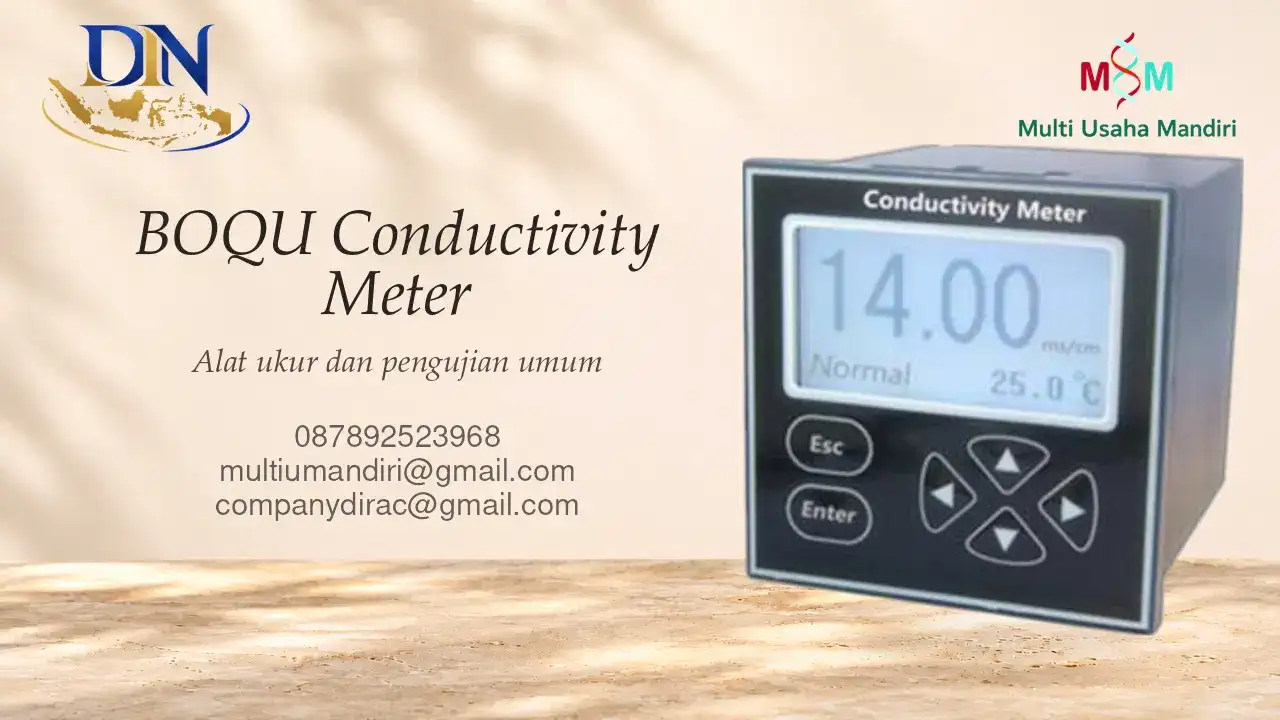 DIN
MSM
Multi Usaha Mandiri
BOQU Conductivity
Meter
Alat ukur dan pengujian umum
087892523968
multiumandiri@gmail.com
companydirac@gmail.com
Conductivity Meter
14.00
ms/cm
Normal 25.0 °C
Esc
Enter